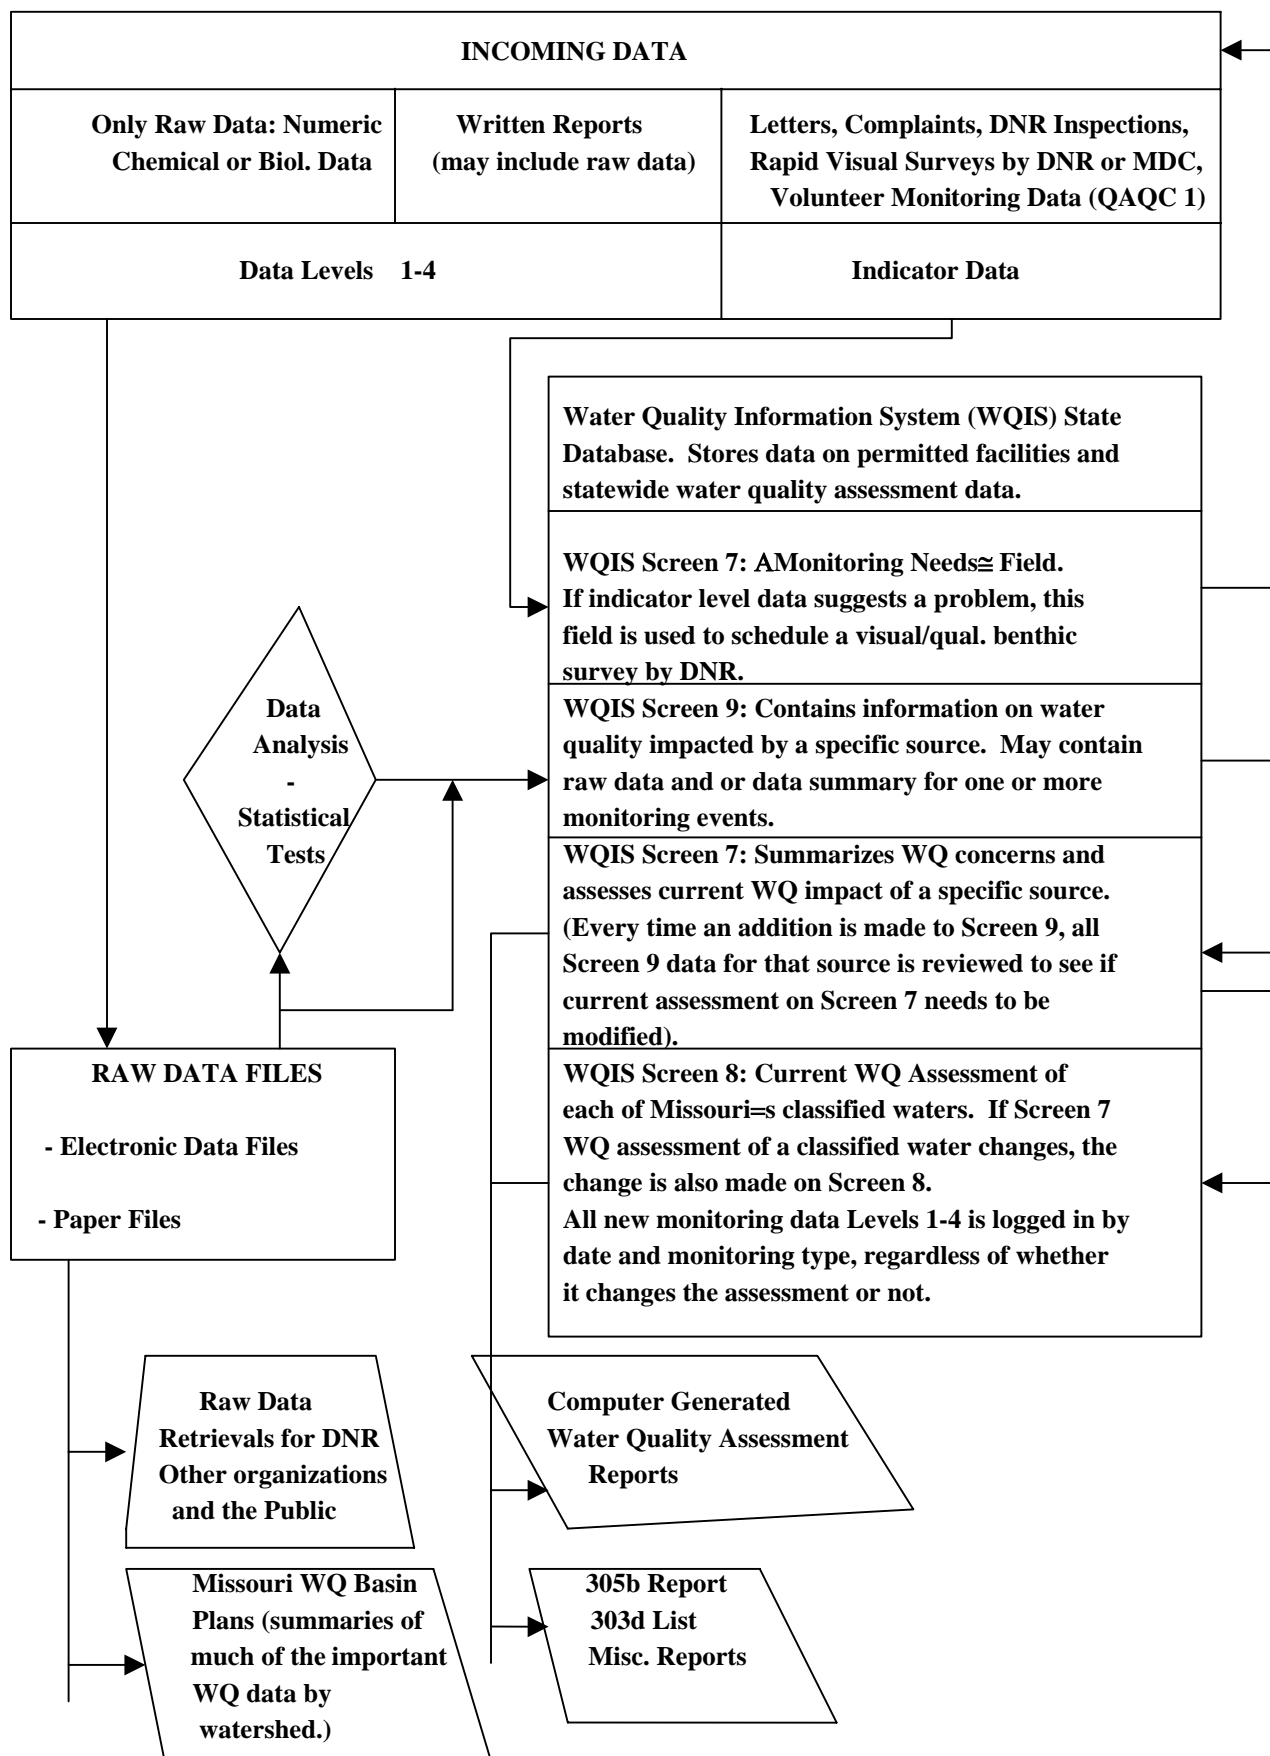 INCOMING DATA
Only Raw Data: Numeric
Chemical or Biol. Data
Written Reports
(may include raw data)
Letters, Complaints, DNR Inspections,
Rapid Visual Surveys by DNR or MDC,
Volunteer Monitoring Data (QAQC 1)
Data Levels 1-4
Indicator Data
Water Quality Information System (WQIS) State
Database. Stores data on permitted facilities and
statewide water quality assessment data.
WQIS Screen 7: AMonitoring Needs≅ Field.
If indicator level data suggests a problem, this
field is used to schedule a visual/qual. benthic
survey by DNR.
Data
Analysis
-
Statistical
Tests
WQIS Screen 9: Contains information on water
quality impacted by a specific source. May contain
raw data and or data summary for one or more
monitoring events.
WQIS Screen 7: Summarizes WQ concerns and
assesses current WQ impact of a specific source.
(Every time an addition is made to Screen 9, all
Screen 9 data for that source is reviewed to see if
current assessment on Screen 7 needs to be
modified).
RAW DATA FILES
- Electronic Data Files
- Paper Files
WQIS Screen 8: Current WQ Assessment of
each of Missouri=s classified waters. If Screen 7
WQ assessment of a classified water changes, the
change is also made on Screen 8.
All new monitoring data Levels 1-4 is logged in by
date and monitoring type, regardless of whether
it changes the assessment or not.
Raw Data
Retrievals for DNR
Other organizations
and the Public
Computer Generated
Water Quality Assessment
Reports
Missouri WQ Basin
Plans (summaries of
much of the important
WQ data by
watershed.)
305b Report
303d List
Misc. Reports